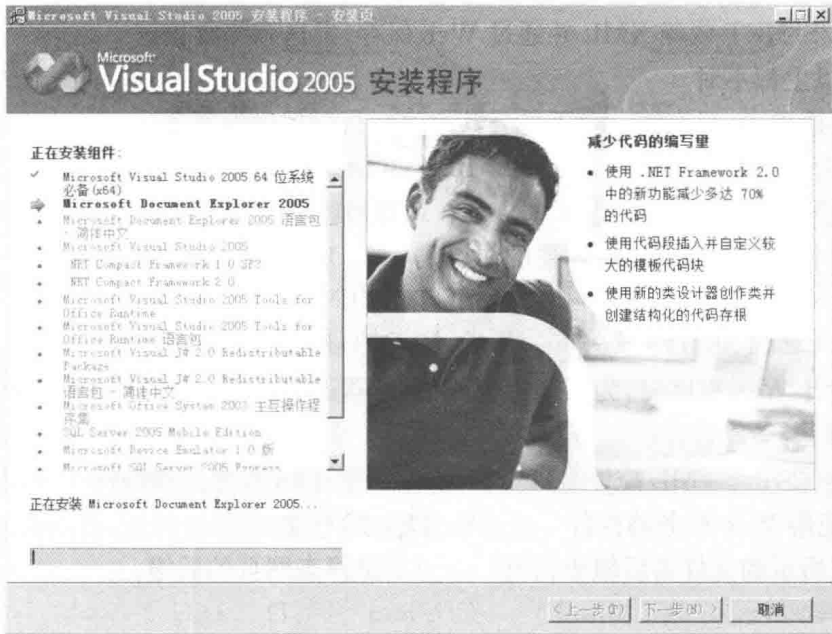 Microsoft Visual Studio 2005 安装程序 - 安装页
Microsoft
Visual Studio 2005 安装程序
正在安装组件:
Microsoft Visual Studio 2005 64 位系统
必备(x64)
Microsoft Document Explorer 2005
Microsoft Document Explorer 2005 语言包
- 简体中文
Microsoft Visual Studio 2005
.NET Compact Framework 1.0 SP3
.NET Compact Framework 2.0
Microsoft Visual Studio 2005 Tools for
Office Runtime
Microsoft Visual Studio 2005 Tools for
Office Runtime 语言包
Microsoft Visual J# 2.0 Redistributable
Package
Microsoft Visual J# 2.0 Redistributable
语言包 - 简体中文
Microsoft Office System 2003 主互操作程
序集
SQL Server 2005 Mobile Edition
Microsoft Device Emulator 1.0 版
Microsoft SQL Server 2005 Express
正在安装 Microsoft Document Explorer 2005...
减少代码的编写量
• 使用 .NET Framework 2.0
中的新功能减少多达 70%
的代码
• 使用代码段插入并自定义较
大的模板代码块
• 使用新的类设计器创作类并
创建结构化的代码存根
<上一步(P)
下一步(N)>
取消